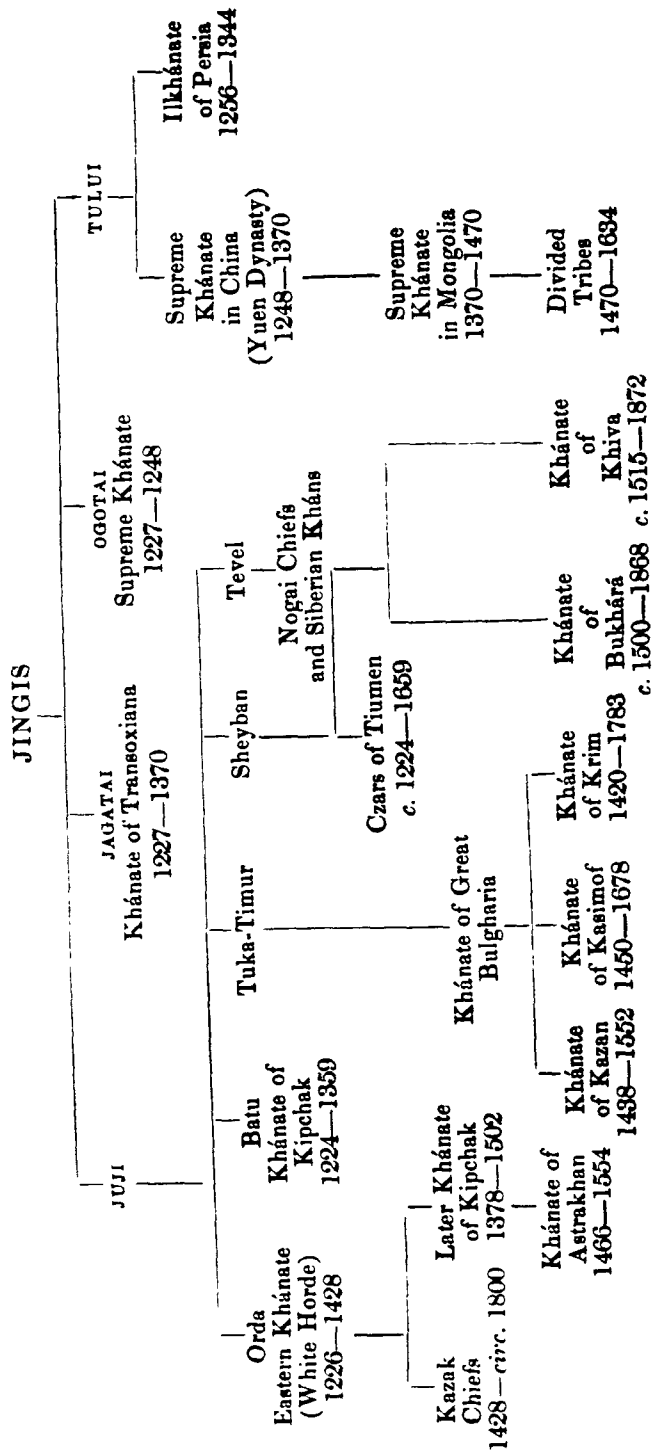 JINGIS
JUJI
JAGATAI
Khánate of Transoxiana
1227—1370
OGOTAI
Supreme Khánate
1227—1248
TULUI
Orda
Eastern Khánate
(White Horde)
1226—1428
Batu
Khánate of
Kipchak
1224—1359
Tuka-Timur
Sheyban
Tevel
Nogai Chiefs
and Siberian Kháns
Supreme
Khánate
in China
(Yuen Dynasty)
1248—1370
Ilkhánate
of Persia
1256—1344
Czars of Tiumen
c. 1224—1659
Supreme
Khánate
in Mongolia
1370—1470
Kazak
Chiefs
1428—circ. 1800
Later Khánate
of Kipchak
1378—1502
Khánate of Great
Bulgharia
Divided
Tribes
1470—1634
Khánate of
Astrakhan
1466—1554
Khánate
of Kazan
1438—1552
Khánate
of Kasimof
1450—1678
Khánate
of Krim
1420—1783
Khánate
of
Bukhárá
c. 1500—1868
Khánate
of
Khiva
c. 1515—1872